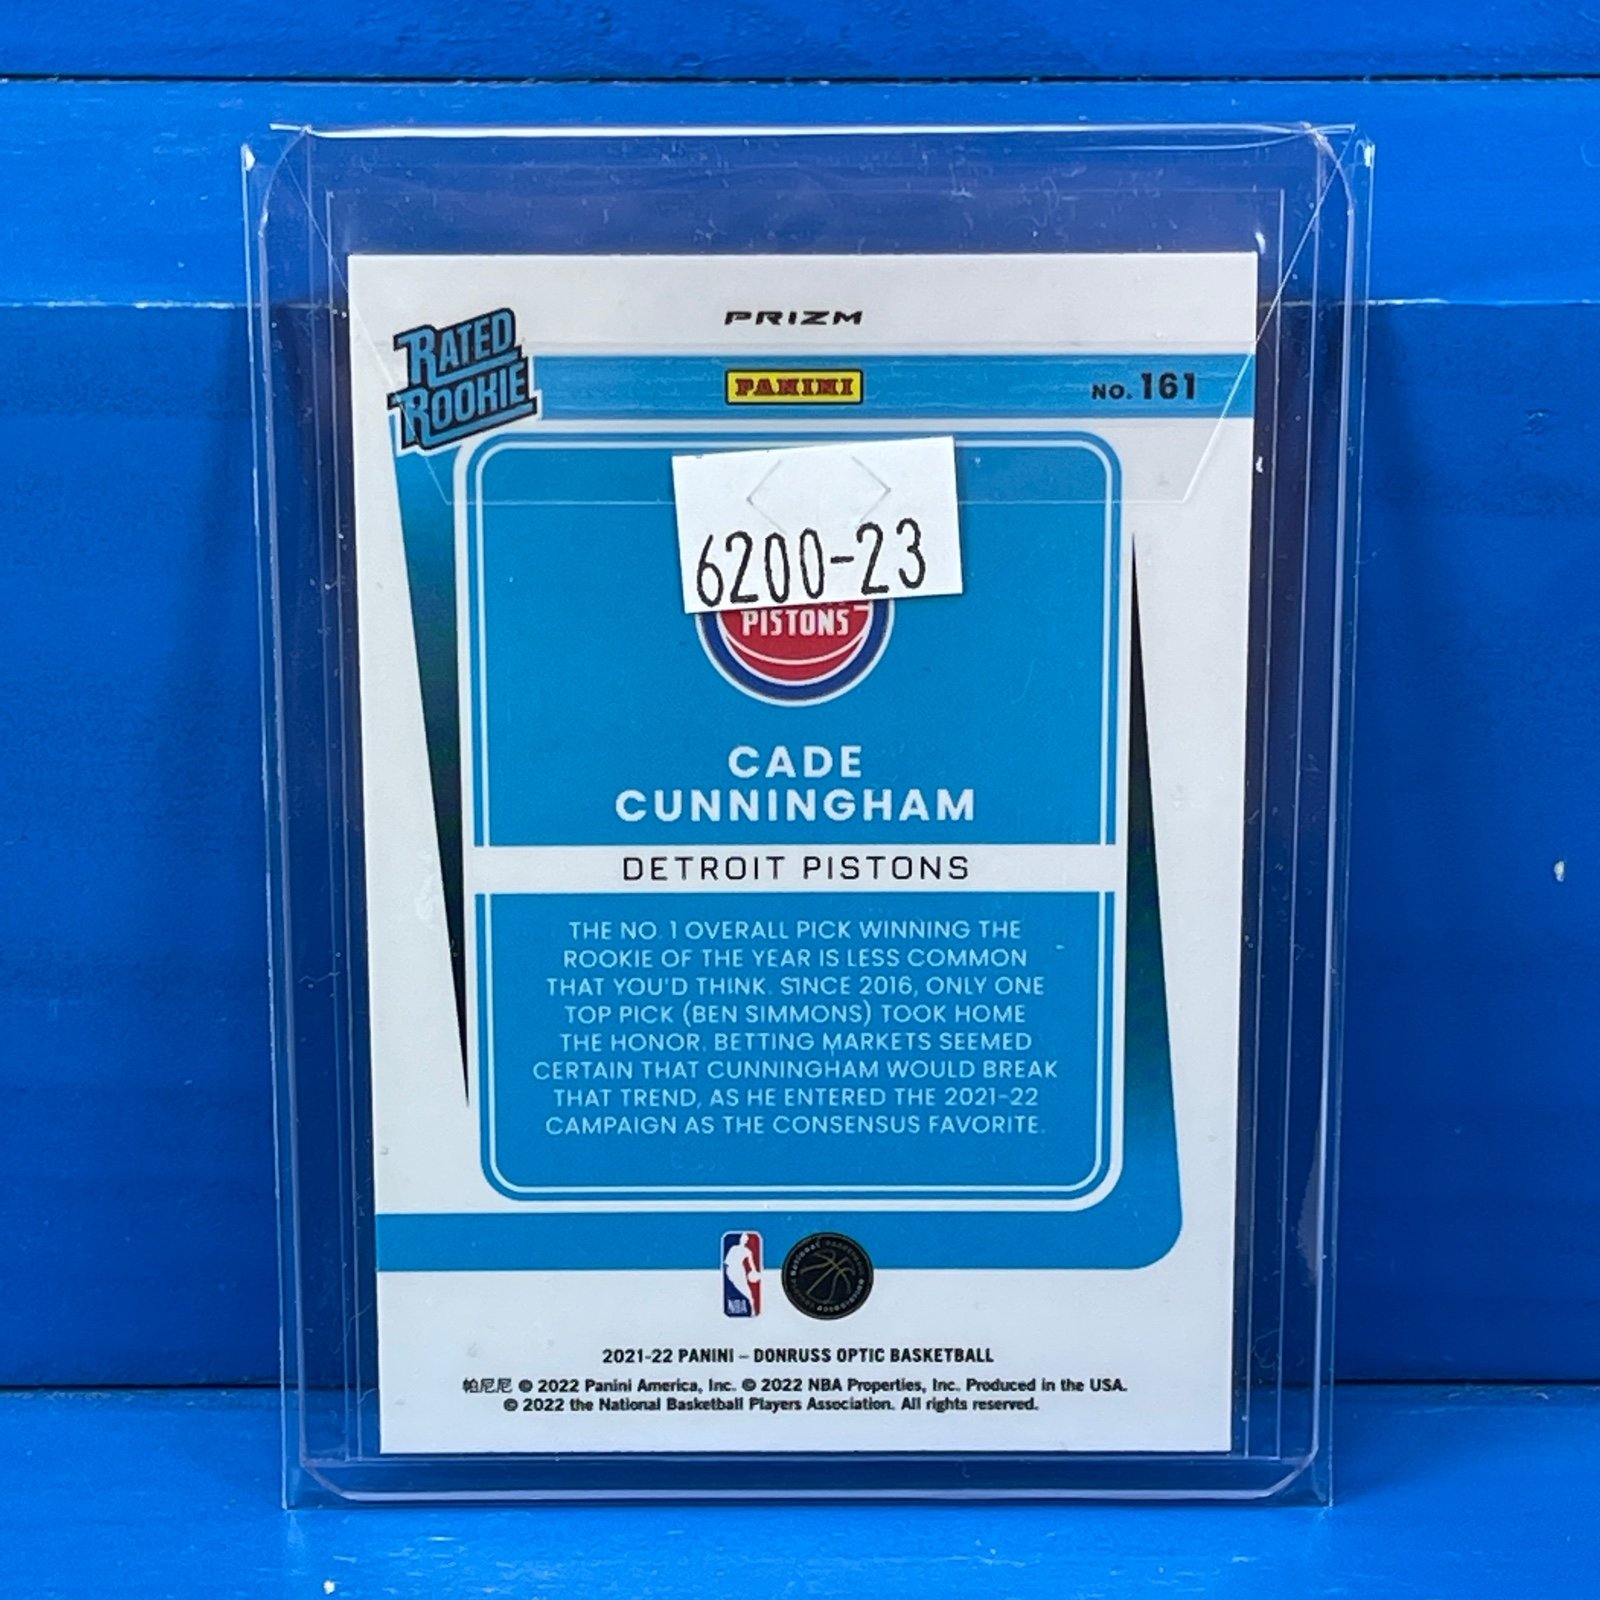 PRIZM
RATED
ROOKIE
PANINI
NO. 161
6200-23
PISTONS
CADE
CUNNINGHAM
DETROIT PISTONS
THE NO. 1 OVERALL PICK WINNING THE
ROOKIE OF THE YEAR IS LESS COMMON
THAT YOU'D THINK. SINCE 2016, ONLY ONE
TOP PICK (BEN SIMMONS) TOOK HOME
THE HONOR. BETTING MARKETS SEEMED
CERTAIN THAT CUNNINGHAM WOULD BREAK
THAT TREND, AS HE ENTERED THE 2021-22
CAMPAIGN AS THE CONSENSUS FAVORITE.
NBA
2021-22 PANINI – DONRUSS OPTIC BASKETBALL
帕尼尼 © 2022 Panini America, Inc. © 2022 NBA Properties, Inc. Produced in the USA.
© 2022 the National Basketball Players Association. All rights reserved.